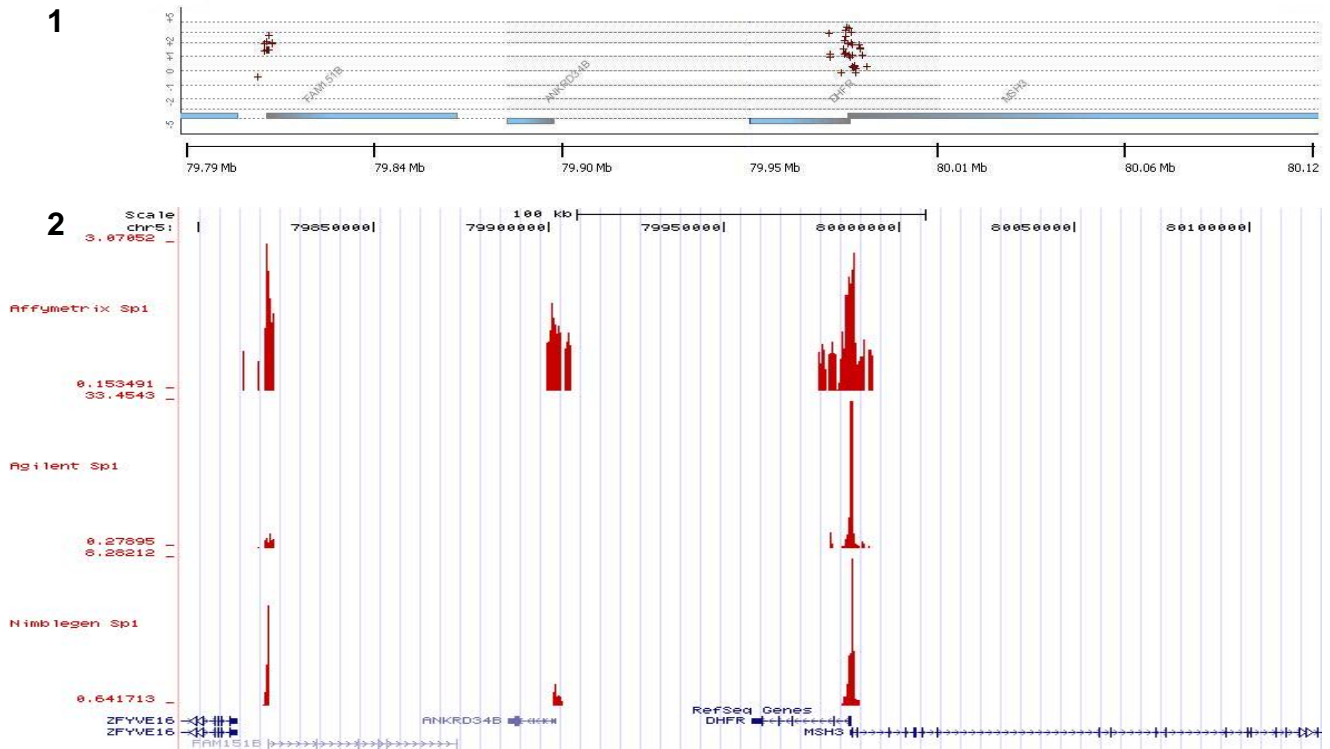 1
+5
+2
+1
0
-1
-2
-5
FAM151B
ANKRD34B
DHFR
MSH3
79.79 Mb 79.84 Mb 79.90 Mb 79.95 Mb 80.01 Mb 80.06 Mb 80.12
2
Scale 100 kb
chr5: 79850000 79900000 79950000 80000000 80050000 80100000
3.07052
Affymetrix Sp1
0.153491
33.4543
Agilent Sp1
0.27895
8.28212
Nimblegen Sp1
0.641713
RefSeq Genes
ZFYVE16 ANKRD34B DHFR
ZFYVE16 MSH3
FAM151B